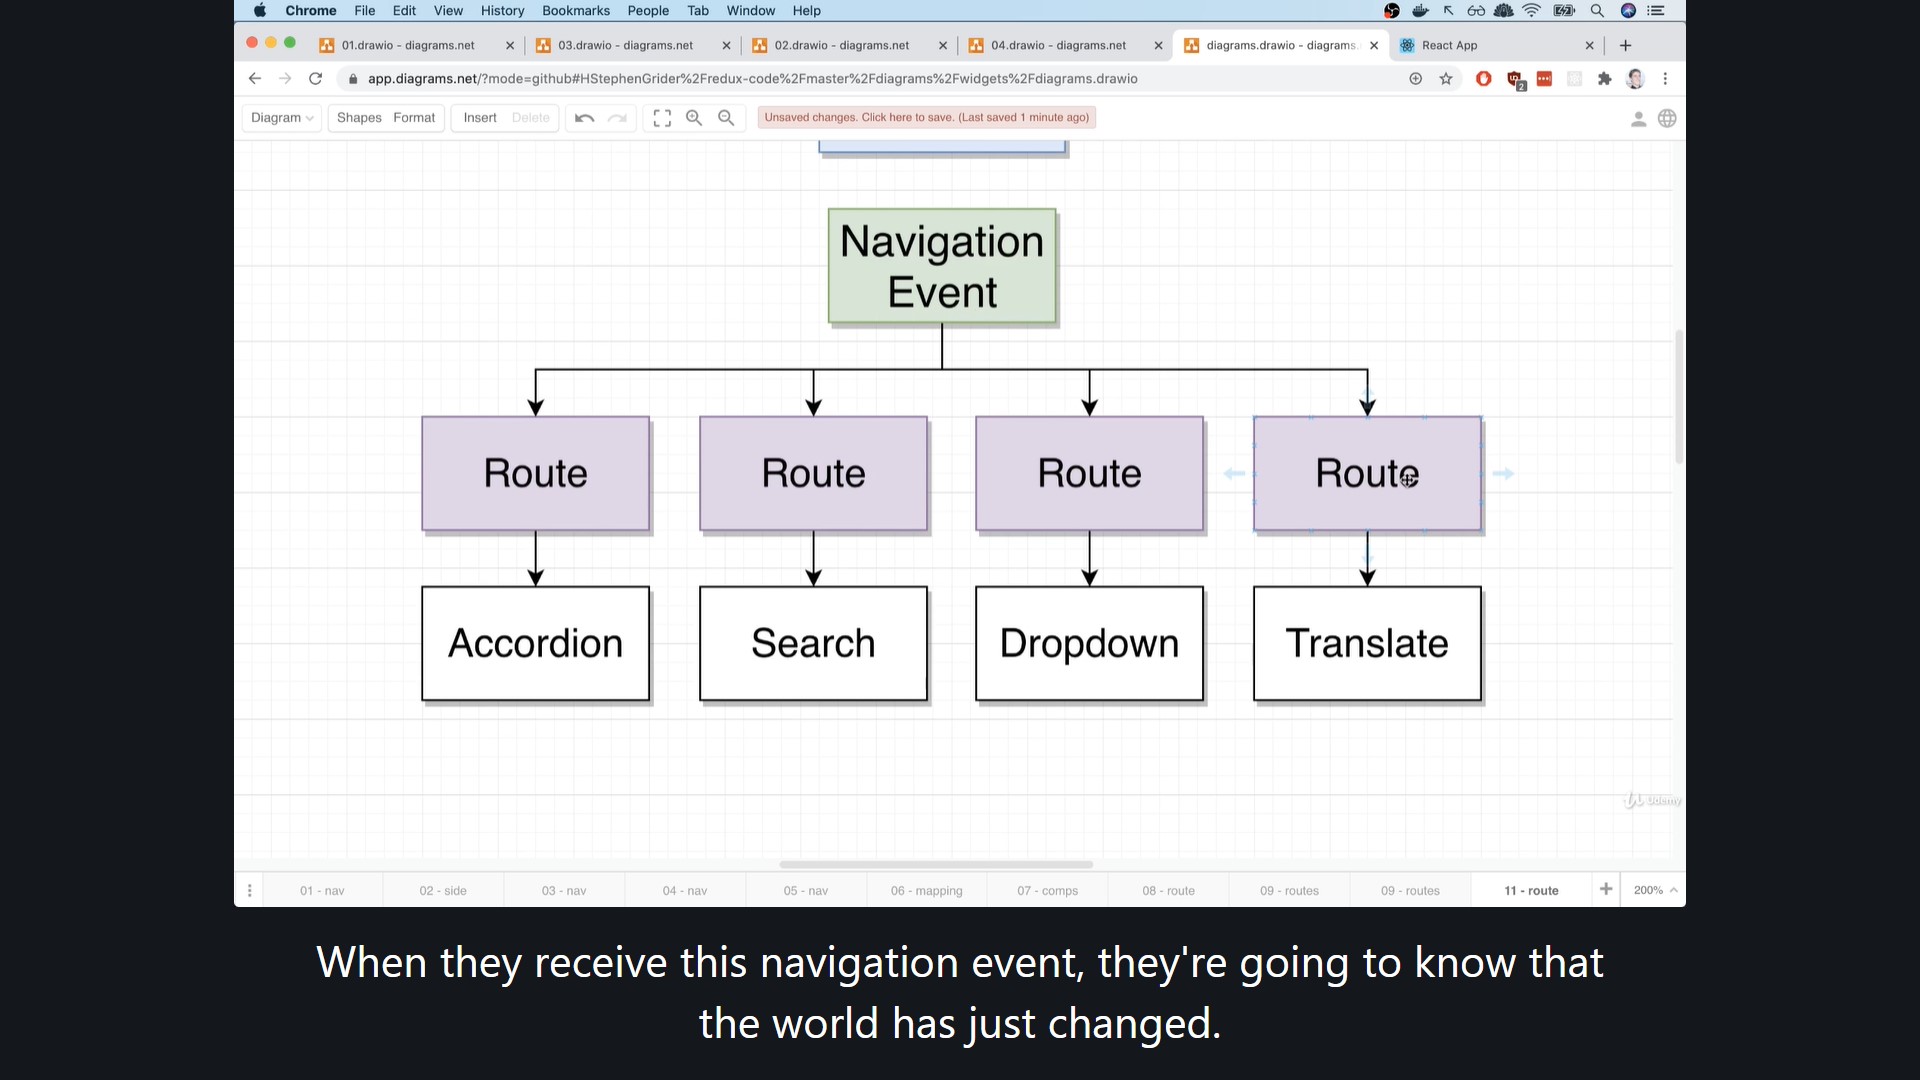 Chrome File Edit View History Bookmarks People Tab Window Help
01.drawio - diagrams.net 03.drawio - diagrams.net 02.drawio - diagrams.net 04.drawio - diagrams.net diagrams.drawio - diagrams. React App
app.diagrams.net/?mode=github#HStephenGrider%2Fredux-code%2Fmaster%2Fdiagrams%2Fwidgets%2Fdiagrams.drawio 2
Diagram Shapes Format Insert Delete Unsaved changes. Click here to save. (Last saved 1 minute ago)
Navigation
Event
Route Route Route Route
Accordion Search Dropdown Translate
Udemy
01 - nav 02 - side 03 - nav 04 - nav 05 - nav 06 - mapping 07 - comps 08 - route 09 - routes 09 - routes 11 - route 200%
When they receive this navigation event, they're going to know that
the world has just changed.